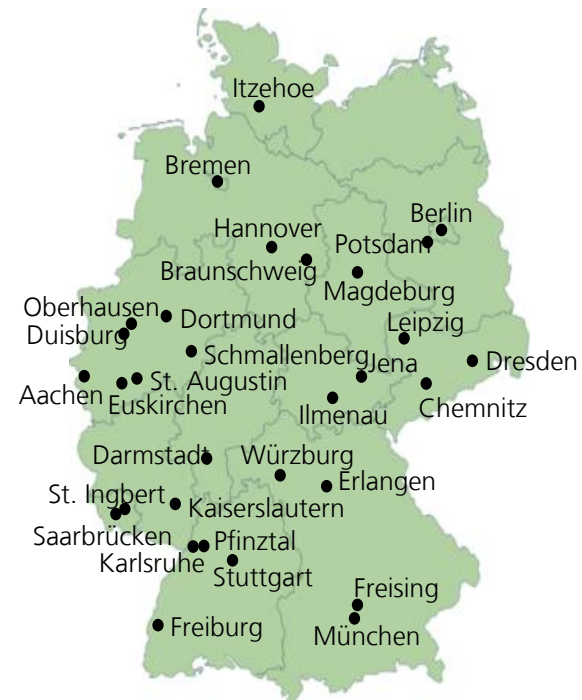 Itzehoe
Bremen
Berlin
Hannover
Potsdam
Braunschweig
Magdeburg
Oberhausen
Dortmund
Leipzig
Duisburg
Schmallenberg
Jena
Dresden
St. Augustin
Aachen
Euskirchen
Chemnitz
Ilmenau
Darmstadt
Würzburg
Erlangen
St. Ingbert
Kaiserslautern
Saarbrücken
Pfinztal
Karlsruhe
Stuttgart
Freising
Freiburg
München